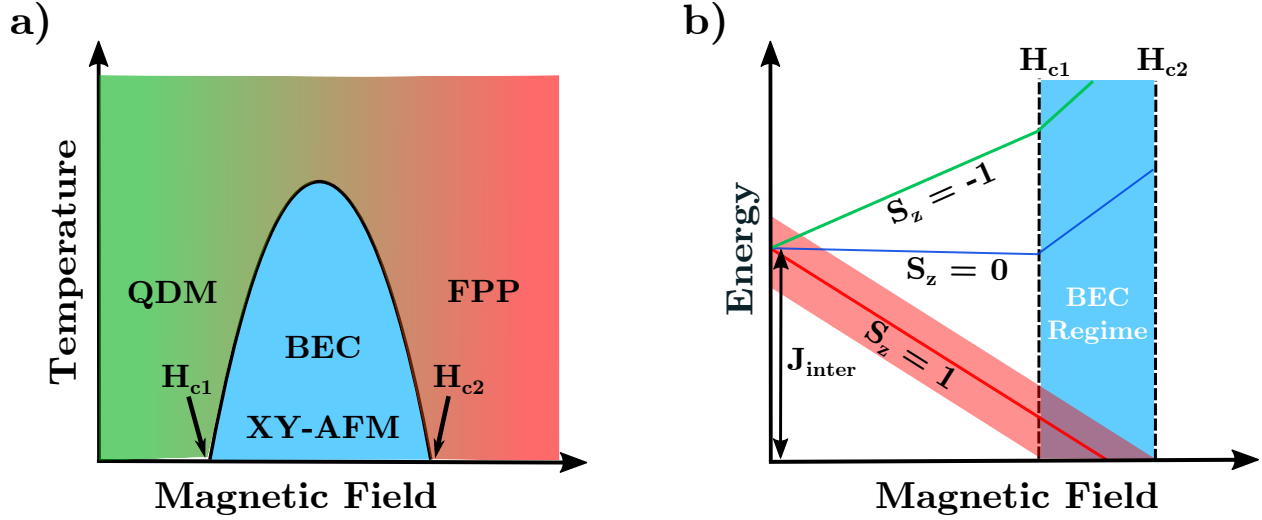 a)
Temperature
QDM
FPP
BEC
H_c1
H_c2
XY-AFM
Magnetic Field
b)
Energy
H_c1
H_c2
S_z = -1
S_z = 0
BEC
Regime
S_z = 1
J_inter
Magnetic Field